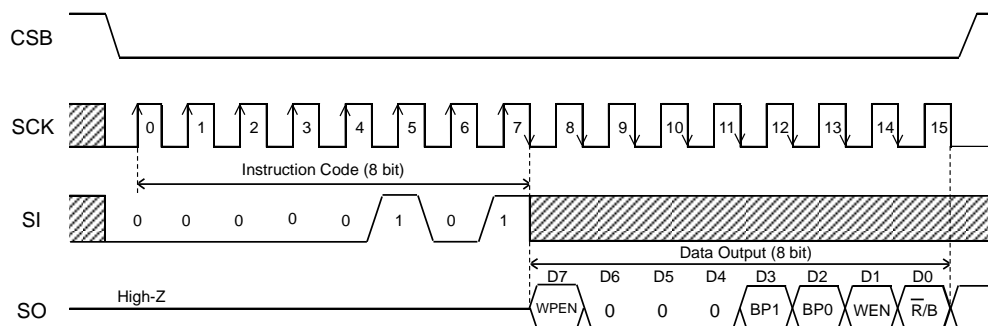 CSB
SCK
0 1 2 3 4 5 6 7 8 9 10 11 12 13 14 15
Instruction Code (8 bit)
SI
0 0 0 0 0 1 0 1
Data Output (8 bit)
D7 D6 D5 D4 D3 D2 D1 D0
SO
High-Z
WPEN 0 0 0 BP1 BP0 WEN R̅/B